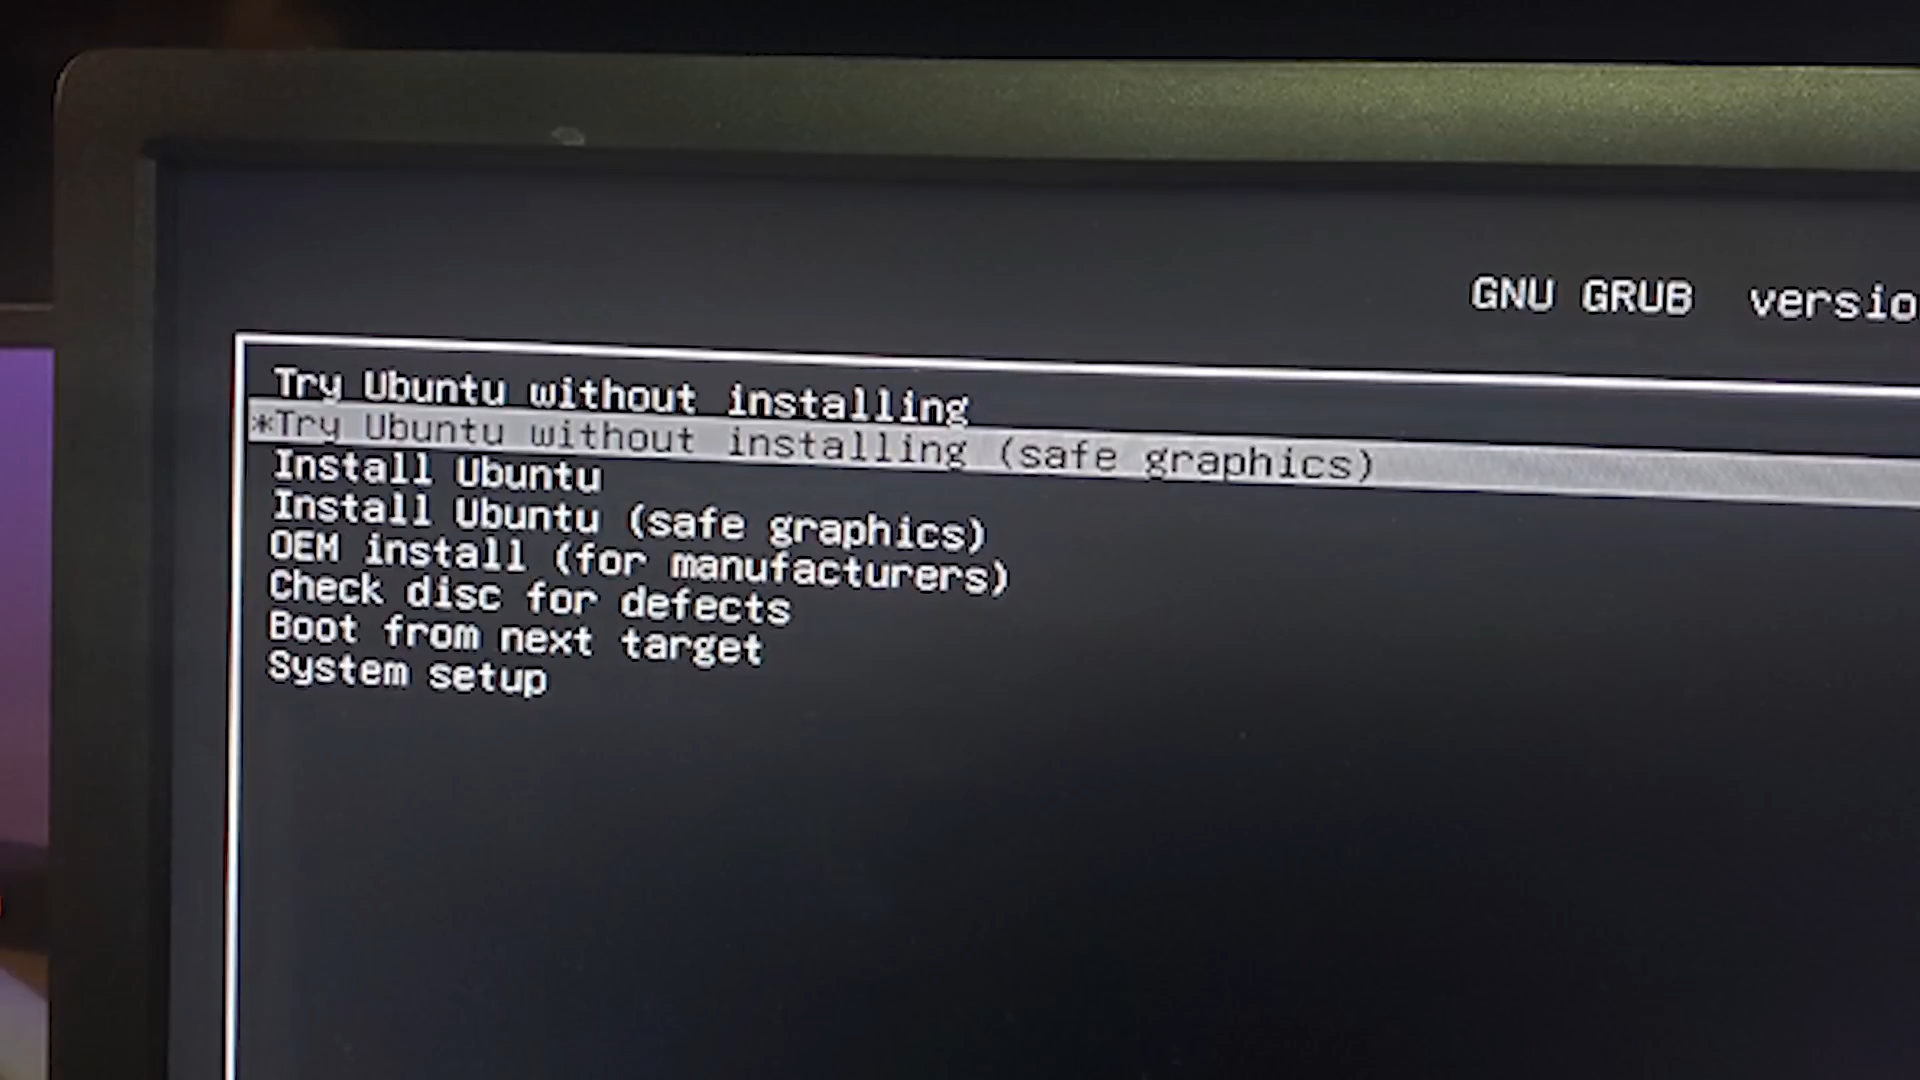 GNU GRUB versio
Try Ubuntu without installing
*Try Ubuntu without installing (safe graphics)
Install Ubuntu
Install Ubuntu (safe graphics)
OEM install (for manufacturers)
Check disc for defects
Boot from next target
System setup